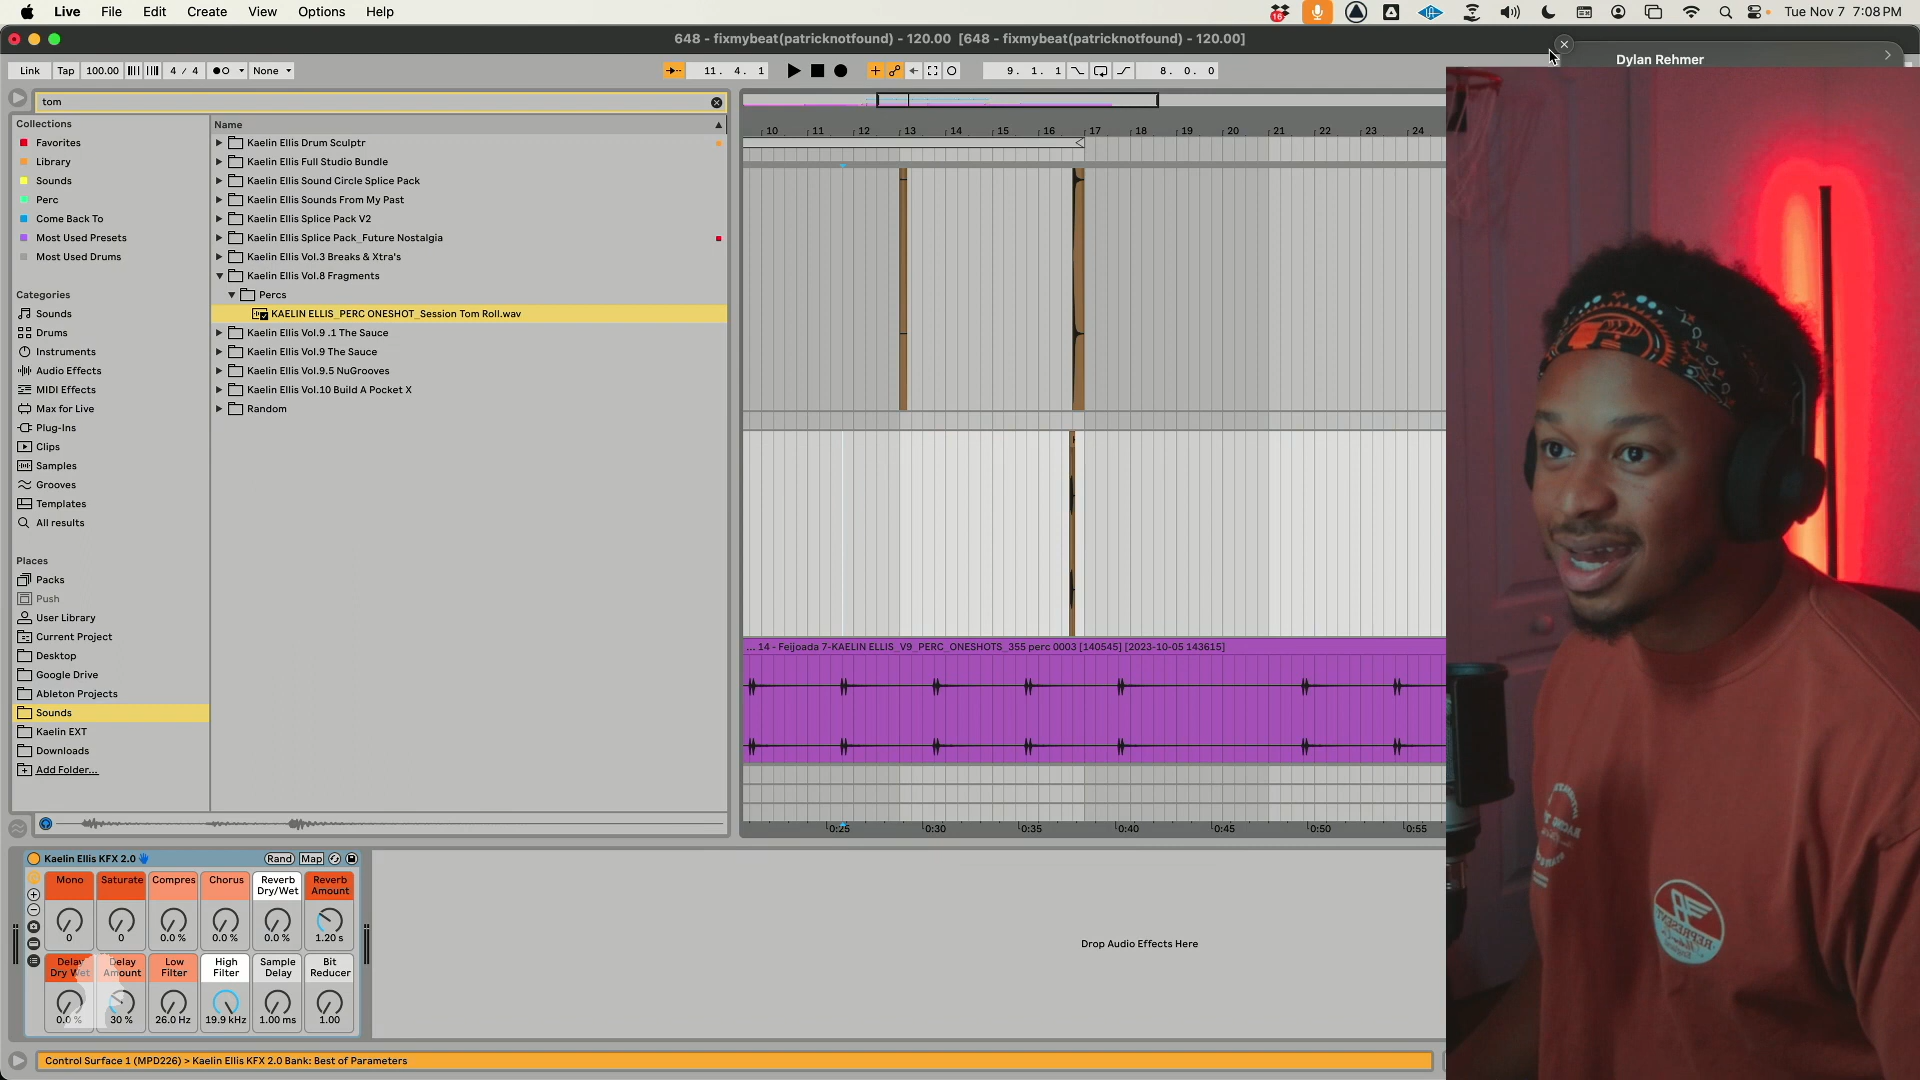 Live File Edit Create View Options Help
16
Tue Nov 7 7:08 PM
648 - fixmybeat(patricknotfound) - 120.00 [648 - fixmybeat(patricknotfound) - 120.00]
Dylan Rehmer
Link Tap 100.00 4 / 4 None 11. 4. 1 9. 1. 1 8. 0. 0
tom
Collections
Favorites
Library
Sounds
Perc
Come Back To
Most Used Presets
Most Used Drums
Categories
Sounds
Drums
Instruments
Audio Effects
MIDI Effects
Max for Live
Plug-Ins
Clips
Samples
Grooves
Templates
All results
Places
Packs
Push
User Library
Current Project
Desktop
Google Drive
Ableton Projects
Sounds
Kaelin EXT
Downloads
Add Folder...
Name
Kaelin Ellis Drum Sculptr
Kaelin Ellis Full Studio Bundle
Kaelin Ellis Sound Circle Splice Pack
Kaelin Ellis Sounds From My Past
Kaelin Ellis Splice Pack V2
Kaelin Ellis Splice Pack_Future Nostalgia
Kaelin Ellis Vol.3 Breaks & Xtra's
Kaelin Ellis Vol.8 Fragments
Percs
KAELIN ELLIS_PERC ONESHOT_Session Tom Roll.wav
Kaelin Ellis Vol.9 .1 The Sauce
Kaelin Ellis Vol.9 The Sauce
Kaelin Ellis Vol.9.5 NuGrooves
Kaelin Ellis Vol.10 Build A Pocket X
Random
10 11 12 13 14 15 16 17 18 19 20 21 22 23 24
... 14 - Feijoada 7-KAELIN ELLIS_V9_PERC_ONESHOTS_355 perc 0003 [140545] [2023-10-05 143615]
0:25 0:30 0:35 0:40 0:45 0:50 0:55
Kaelin Ellis KFX 2.0 Rand Map
Mono Saturate Compres Chorus Reverb Dry/Wet Reverb Amount
0 0 0.0 % 0.0 % 0.0 % 1.20 s
Delay Dry Wet Delay Amount Low Filter High Filter Sample Delay Bit Reducer
0.0 % 30 % 26.0 Hz 19.9 kHz 1.00 ms 1.00
Drop Audio Effects Here
Control Surface 1 (MPD226) > Kaelin Ellis KFX 2.0 Bank: Best of Parameters
REPRESENT